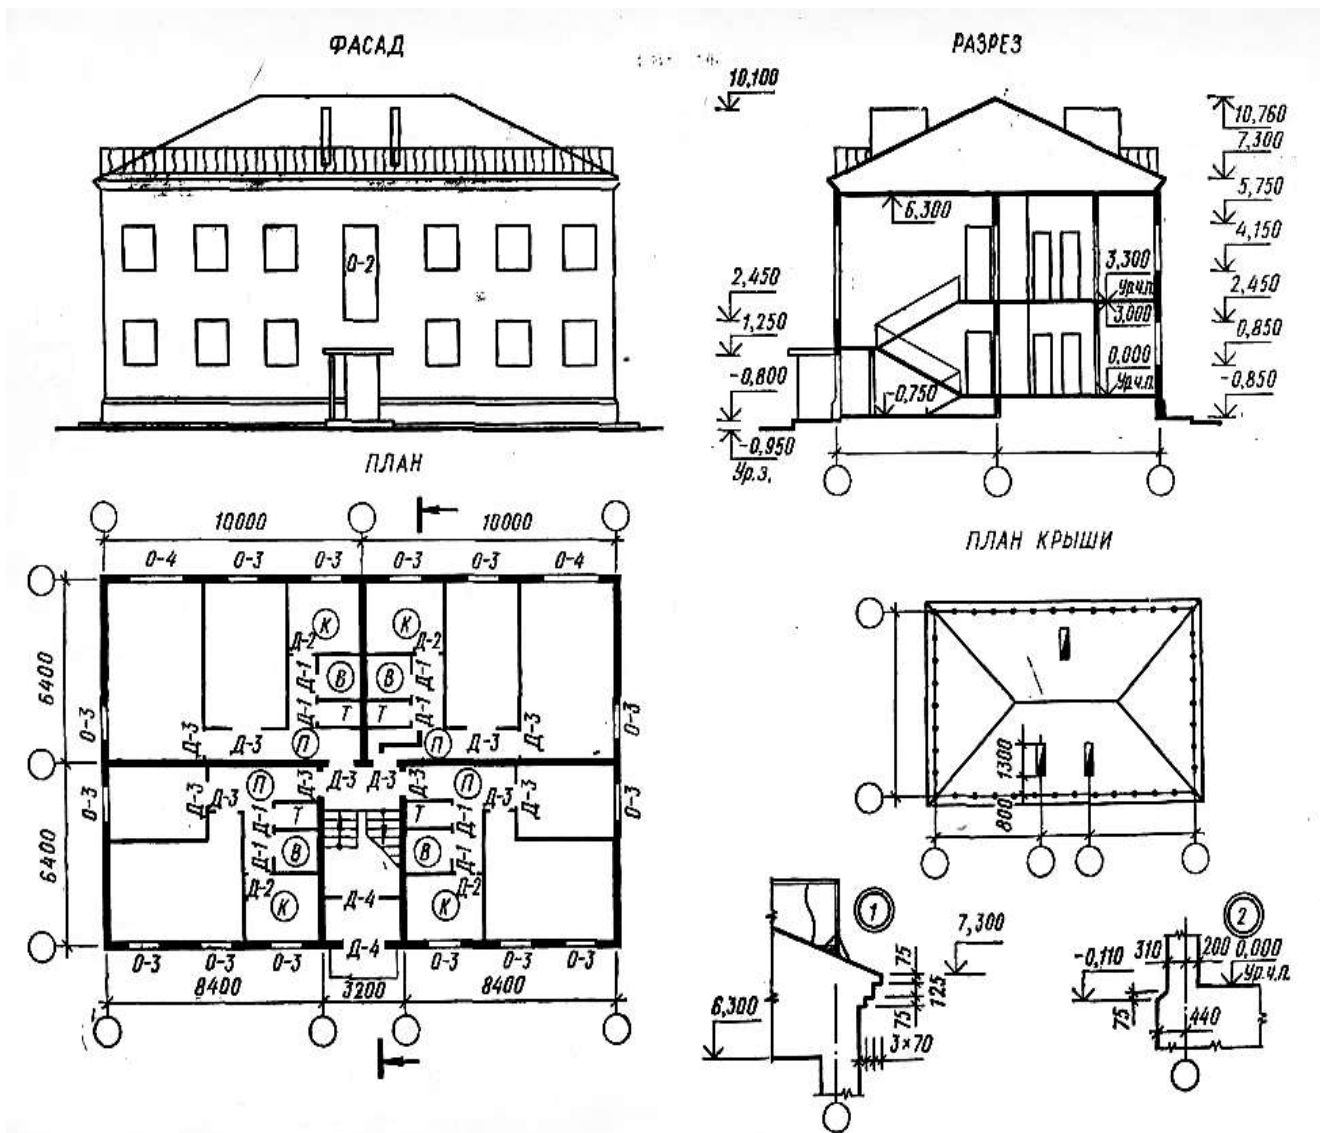 ФАСАД
О-2
РАЗРЕЗ
10,100
10,760
7,300
5,750
6,300
4,150
3,300
Ур.ч.п.
2,450
2,450
3,000
1,250
0,850
0,000
Ур.ч.п.
-0,800
-0,750
-0,850
-0,950
Ур.з.
ПЛАН
10000
10000
О-4
О-3
О-3
О-3
О-3
О-4
К
К
Д-2
Д-2
Д-1
В
В
Д-1
Д-1
Т
Т
Д-1
6400
О-3
О-3
Д-3
Д-3
П
П
Д-3
Д-3
П
Д-3
Д-3
П
О-3
О-3
Д-3
Д-3
Д-3
Д-3
Д-3
Д-3
Д-1
Т
Т
Д-1
6400
Д-1
В
В
Д-1
Д-2
Д-2
К
Д-4
К
Д-4
О-3
О-3
О-3
О-3
О-3
О-3
8400
3200
8400
ПЛАН КРЫШИ
1300
800
1
7,300
75
125
75
6,300
3×70
2
310
200
0,000
Ур.ч.п.
-0,110
75
440